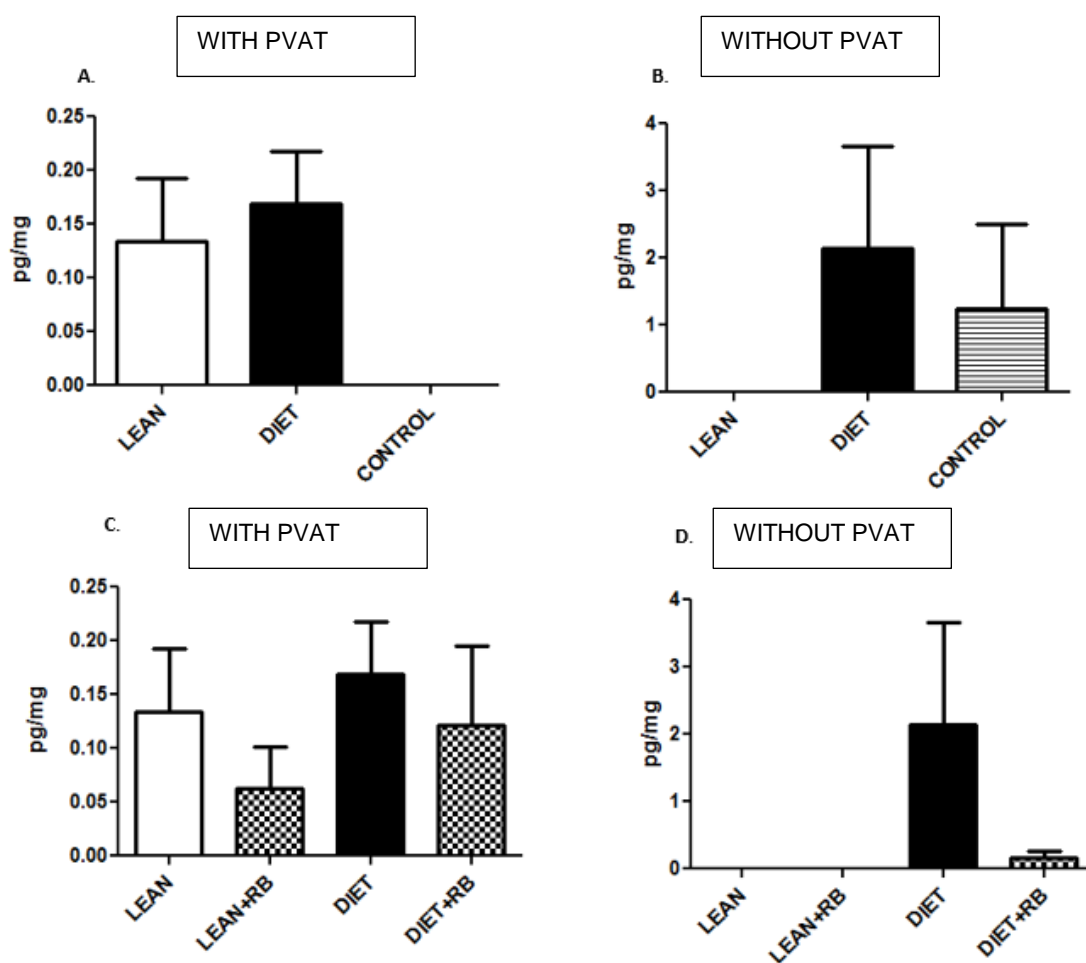 WITH PVAT
WITHOUT PVAT
A.
B.
0.25
0.20
0.15
0.10
0.05
0.00
pg/mg
LEAN
DIET
CONTROL
4
3
2
1
0
pg/mg
LEAN
DIET
CONTROL
C.
WITH PVAT
D.
WITHOUT PVAT
0.25
0.20
0.15
0.10
0.05
0.00
pg/mg
LEAN
LEAN+RB
DIET
DIET+RB
4
3
2
1
0
pg/mg
LEAN
LEAN+RB
DIET
DIET+RB